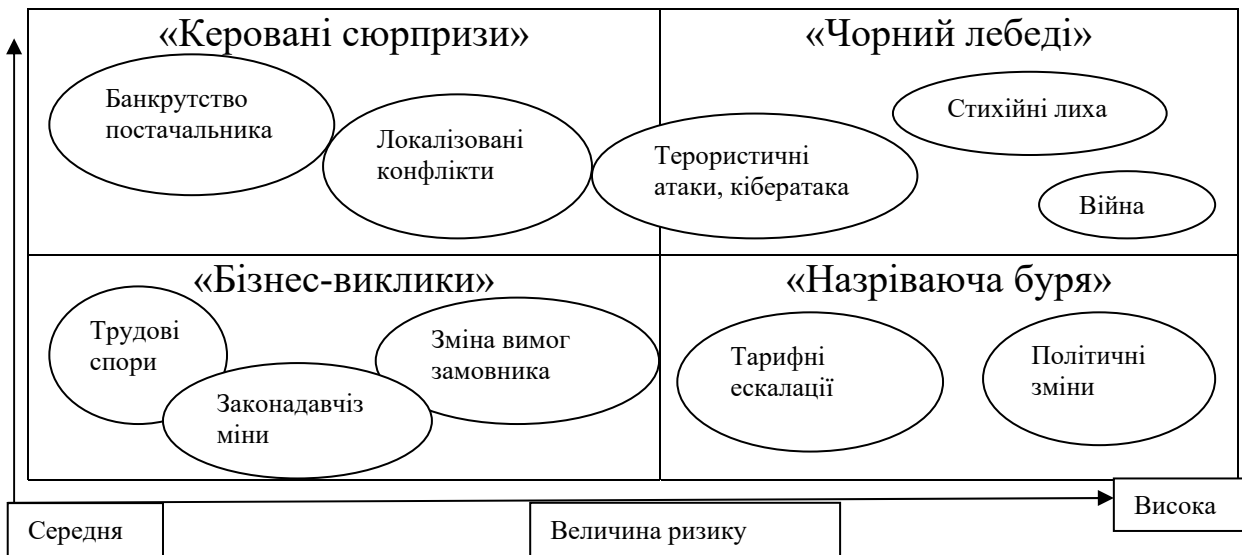 «Керовані сюрпризи»
«Чорний лебеді»
Банкрутство
постачальника
Локалізовані
конфлікти
Терористичні
атаки, кібератака
Стихійні лиха
Війна
«Бізнес-виклики»
«Назріваюча буря»
Трудові
спори
Законадавчіз
міни
Зміна вимог
замовника
Тарифні
ескалації
Політичні
зміни
Середня
Величина ризику
Висока